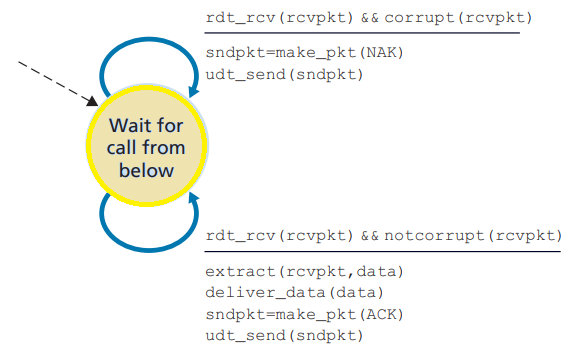 rdt_rcv(rcvpkt) && corrupt(rcvpkt)
sndpkt=make_pkt(NAK)
udt_send(sndpkt)
Wait for
call from
below
rdt_rcv(rcvpkt) && notcorrupt(rcvpkt)
extract(rcvpkt,data)
deliver_data(data)
sndpkt=make_pkt(ACK)
udt_send(sndpkt)